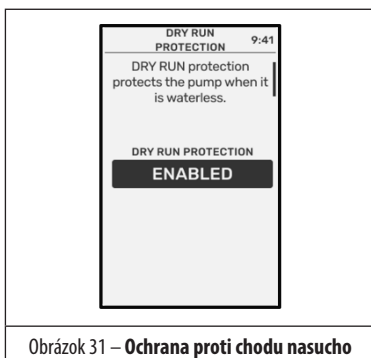 DRY RUN
PROTECTION
9:41
DRY RUN protection
protects the pump when it
is waterless.
DRY RUN PROTECTION
ENABLED
Obrázok 31 – Ochrana proti chodu nasucho